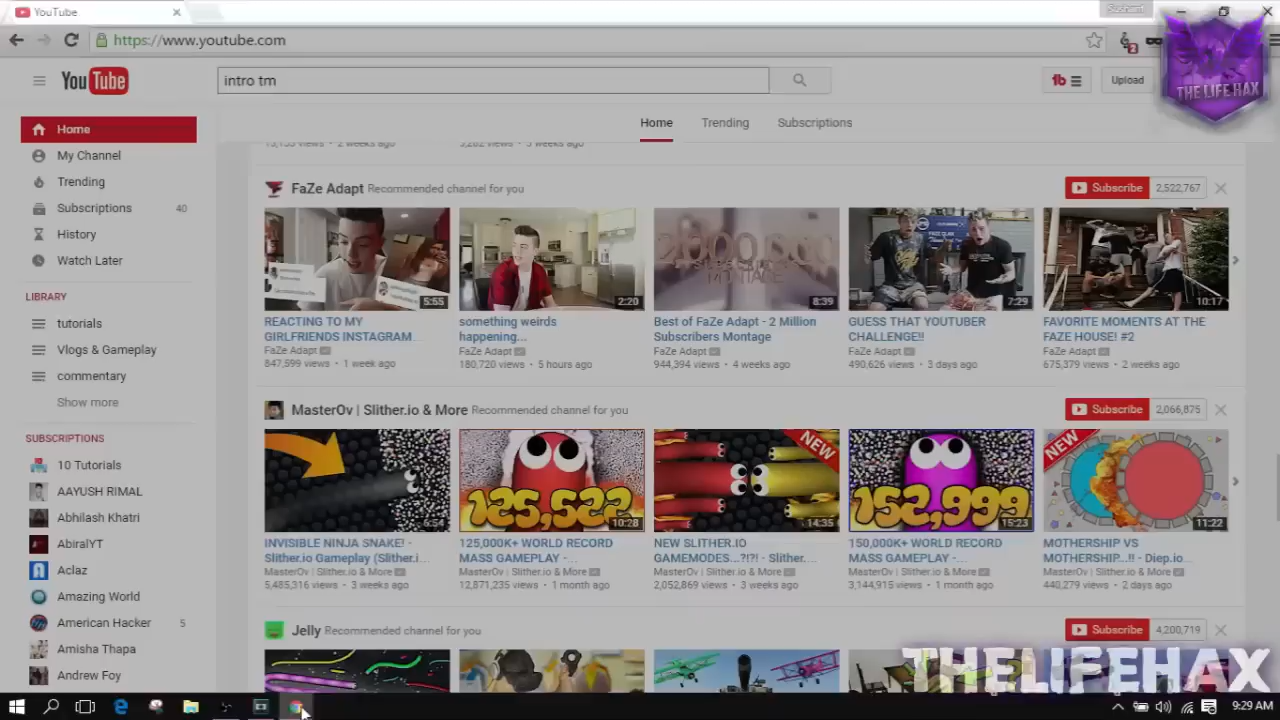 YouTube
https://www.youtube.com
2
THE LIFE HAX
YouTube
intro tm
Upload
Home
Trending
Subscriptions
Home
My Channel
Trending
Subscriptions 40
History
Watch Later
LIBRARY
tutorials
Vlogs & Gameplay
commentary
Show more
SUBSCRIPTIONS
10 Tutorials
AAYUSH RIMAL
Abhilash Khatri
AbiralYT
Aclaz
Amazing World
American Hacker 5
Amisha Thapa
Andrew Foy
FaZe Adapt Recommended channel for you
Subscribe 2,522,767
5:55
2:20
8:39
7:29
10:17
REACTING TO MY
GIRLFRIENDS INSTAGRAM
FaZe Adapt
847,599 views • 1 week ago
something weirds
happening...
FaZe Adapt
180,720 views • 5 hours ago
Best of FaZe Adapt - 2 Million
Subscribers Montage
FaZe Adapt
944,394 views • 4 weeks ago
GUESS THAT YOUTUBER
CHALLENGE!!
FaZe Adapt
490,626 views • 3 days ago
FAVORITE MOMENTS AT THE
FAZE HOUSE! #2
FaZe Adapt
675,379 views • 2 weeks ago
MasterOv | Slither.io & More Recommended channel for you
Subscribe 2,066,875
6:54
125,522
10:28
NEW
14:35
152,999
15:23
NEW
11:22
INVISIBLE NINJA SNAKE! -
Slither.io Gameplay (Slither.i...
MasterOv | Slither.io & More
5,485,316 views • 3 weeks ago
125,000K+ WORLD RECORD
MASS GAMEPLAY -...
MasterOv | Slither.io & More
12,871,235 views • 1 month ago
NEW SLITHER.IO
GAMEMODES...?!?! - Slither....
MasterOv | Slither.io & More
2,052,869 views • 3 weeks ago
150,000K+ WORLD RECORD
MASS GAMEPLAY -...
MasterOv | Slither.io & More
3,144,915 views • 1 month ago
MOTHERSHIP VS
MOTHERSHIP...!! - Diep.io
MasterOv | Slither.io & More
440,279 views • 2 days ago
Jelly Recommended channel for you
Subscribe 4,200,719
THELIFEHAX
9:29 AM